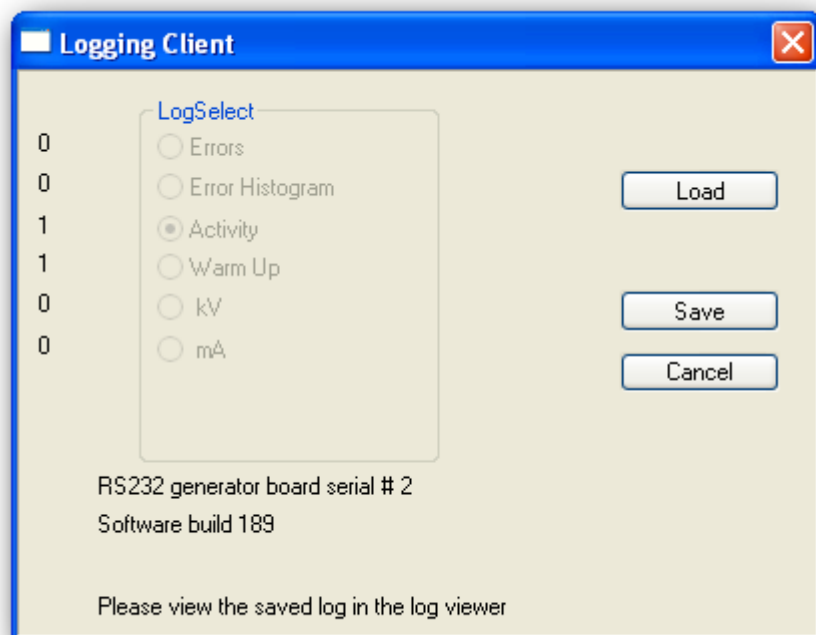 Logging Client
LogSelect
0 Errors
0 Error Histogram
Load
1 Activity
1 Warm Up
0 kV
Save
0 mA
Cancel
RS232 generator board serial # 2
Software build 189
Please view the saved log in the log viewer